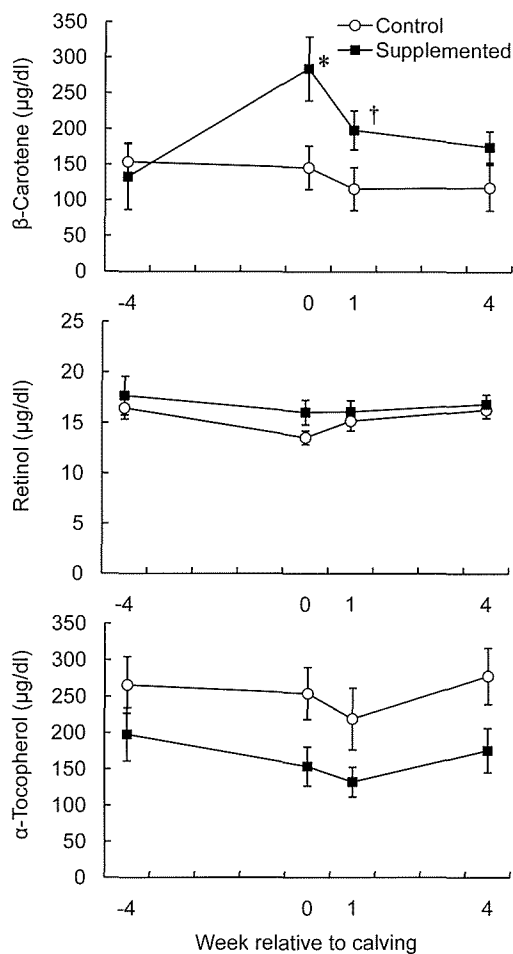 Control
Supplemented
β-Carotene (µg/dl)
350
300
250
200
150
100
50
0
*
†
-4 0 1 4
Retinol (µg/dl)
25
20
15
10
5
0
-4 0 1 4
α-Tocopherol (µg/dl)
350
300
250
200
150
100
50
0
-4 0 1 4
Week relative to calving